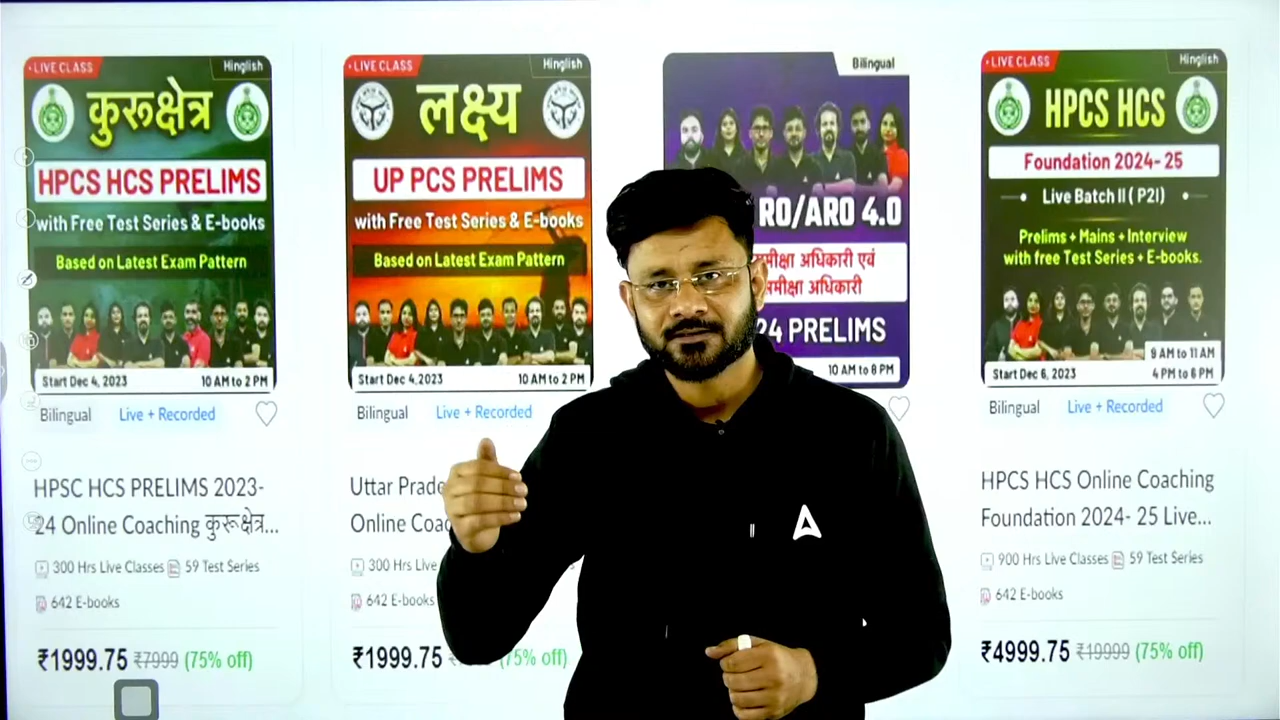 LIVE CLASS
Hinglish
कुरूक्षेत्र
HPCS HCS PRELIMS
with Free Test Series & E-books
Based on Latest Exam Pattern
Start Dec 4, 2023
10 AM to 2 PM
Bilingual
Live + Recorded
HPSC HCS PRELIMS 2023-
24 Online Coaching कुरूक्षेत्र...
300 Hrs Live Classes
59 Test Series
642 E-books
₹1999.75 ₹7999 (75% off)
LIVE CLASS
Hinglish
लक्ष्य
UP PCS PRELIMS
with Free Test Series & E-books
Based on Latest Exam Pattern
Start Dec 4,2023
10 AM to 2 PM
Bilingual
Live + Recorded
Uttar
Online
300 Hrs Live
642 E-books
₹1999.75 (75% off)
Bilingual
RO/ARO 4.0
अधिकारी एवं
अधिकारी
PRELIMS
10 AM to 8 PM
LIVE CLASS
Hinglish
HPCS HCS
Foundation 2024- 25
Live Batch II ( P2I)
Prelims + Mains + Interview
with free Test Series + E-books.
9 AM to 11 AM
Start Dec 6, 2023
4 PM to 6 PM
Bilingual
Live + Recorded
HPCS HCS Online Coaching
Foundation 2024- 25 Live...
900 Hrs Live Classes
59 Test Series
642 E-books
₹4999.75 ₹19999 (75% off)